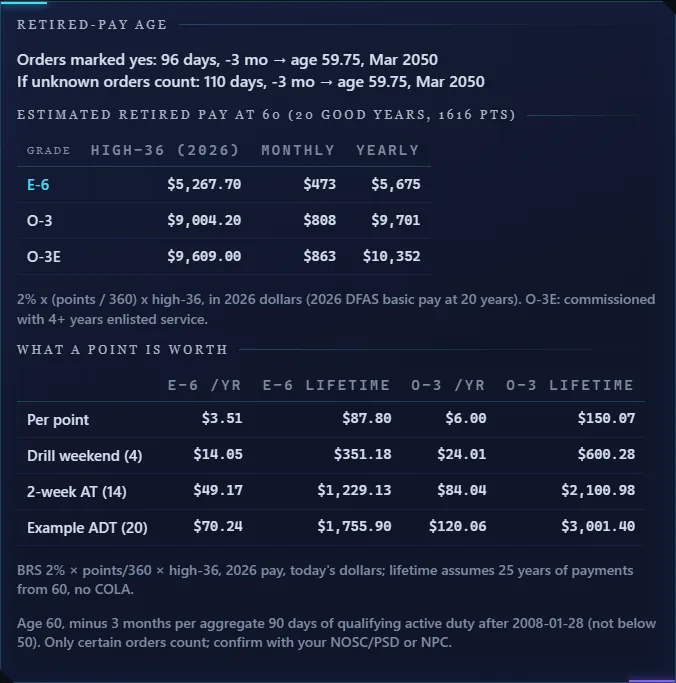 RETIRED-PAY AGE
Orders marked yes: 96 days, -3 mo → age 59.75, Mar 2050
If unknown orders count: 110 days, -3 mo → age 59.75, Mar 2050
ESTIMATED RETIRED PAY AT 60 (20 GOOD YEARS, 1616 PTS)
GRADE HIGH-36 (2026) MONTHLY YEARLY
E-6 $5,267.70 $473 $5,675
O-3 $9,004.20 $808 $9,701
O-3E $9,609.00 $863 $10,352
2% x (points / 360) x high-36, in 2026 dollars (2026 DFAS basic pay at 20 years). O-3E: commissioned
with 4+ years enlisted service.
WHAT A POINT IS WORTH
E-6 /YR E-6 LIFETIME O-3 /YR O-3 LIFETIME
Per point $3.51 $87.80 $6.00 $150.07
Drill weekend (4) $14.05 $351.18 $24.01 $600.28
2-week AT (14) $49.17 $1,229.13 $84.04 $2,100.98
Example ADT (20) $70.24 $1,755.90 $120.06 $3,001.40
BRS 2% × points/360 × high-36, 2026 pay, today's dollars; lifetime assumes 25 years of payments
from 60, no COLA.
Age 60, minus 3 months per aggregate 90 days of qualifying active duty after 2008-01-28 (not below
50). Only certain orders count; confirm with your NOSC/PSD or NPC.